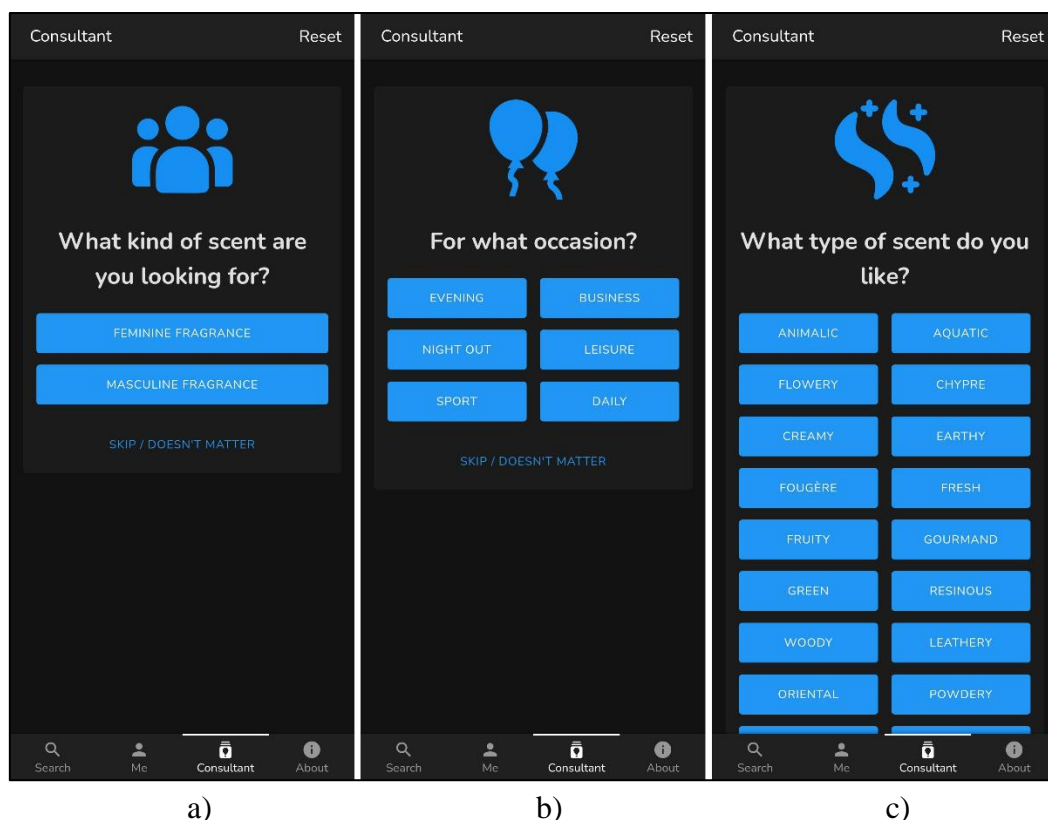 Consultant Reset
What kind of scent are
you looking for?
FEMININE FRAGRANCE
MASCULINE FRAGRANCE
SKIP / DOESN'T MATTER
Search Me Consultant About
a)
Consultant Reset
For what occasion?
EVENING BUSINESS
NIGHT OUT LEISURE
SPORT DAILY
SKIP / DOESN'T MATTER
Search Me Consultant About
b)
Consultant Reset
What type of scent do you
like?
ANIMALIC AQUATIC
FLOWERY CHYPRE
CREAMY EARTHY
FOUGÈRE FRESH
FRUITY GOURMAND
GREEN RESINOUS
WOODY LEATHERY
ORIENTAL POWDERY
Search Me Consultant About
c)